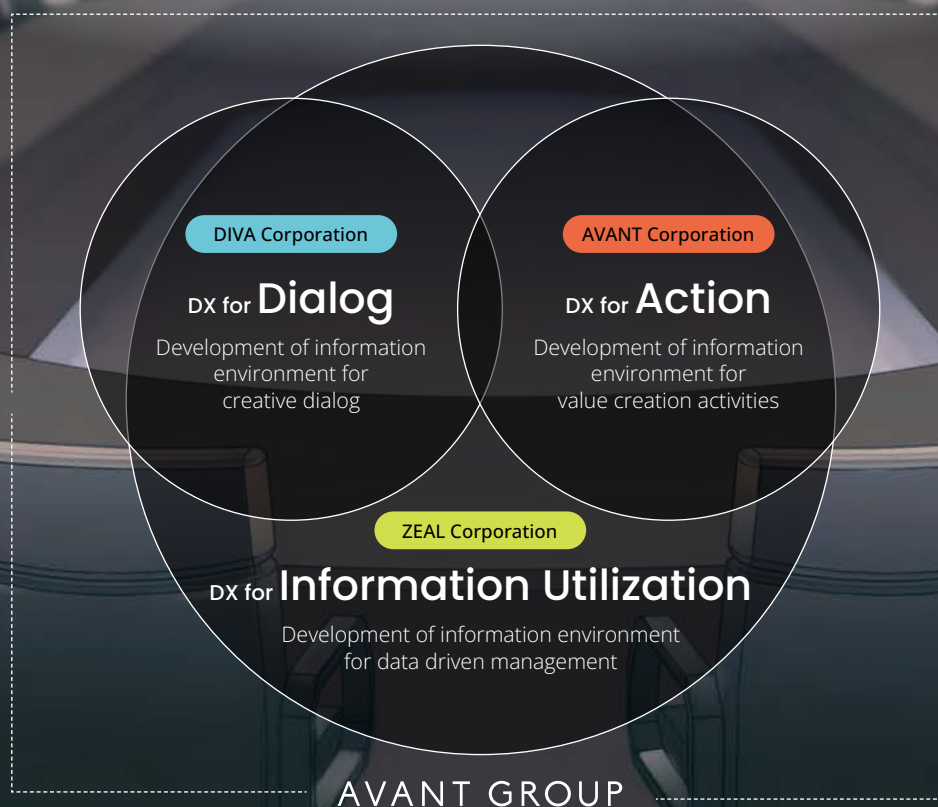 DIVA Corporation
DX for Dialog
Development of information
environment for
creative dialog
AVANT Corporation
DX for Action
Development of information
environment for
value creation activities
ZEAL Corporation
DX for Information Utilization
Development of information environment
for data driven management
AVANT GROUP